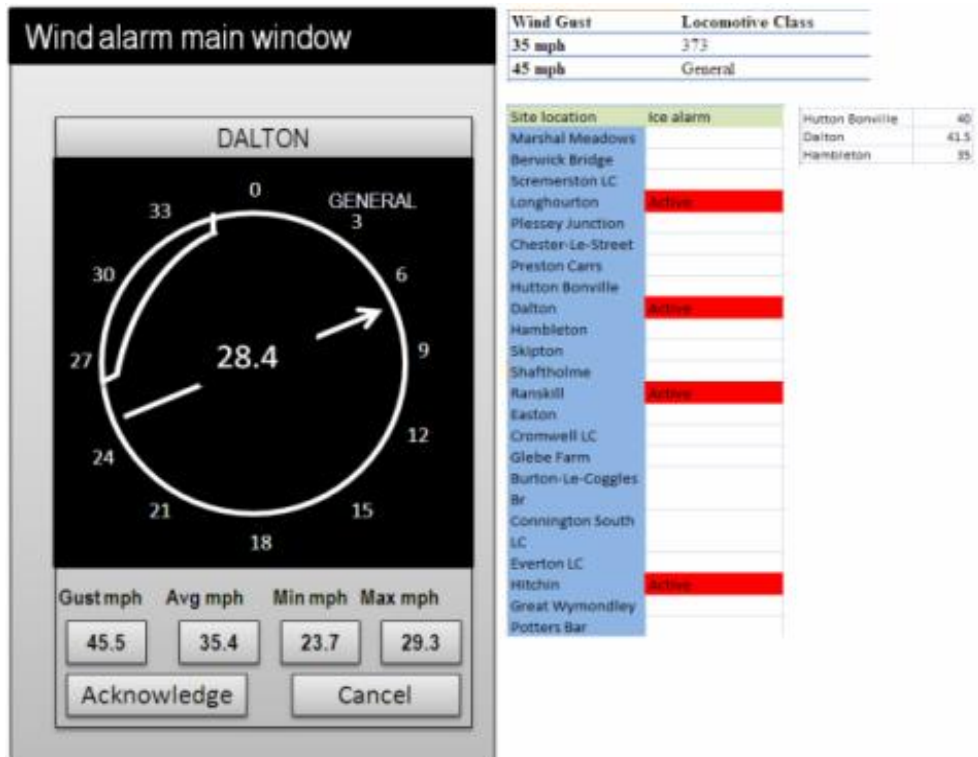 Wind alarm main window
DALTON
0
GENERAL
33
3
30
6
27
28.4
9
24
12
21
15
18
Gust mph Avg mph Min mph Max mph
45.5 35.4 23.7 29.3
Acknowledge Cancel
Wind Gust Locomotive Class
35 mph 373
45 mph General
Site location Ice alarm
Marshal Meadows
Berwick Bridge
Scremerston LC
Longhourton Active
Plessey Junction
Chester-Le-Street
Preston Carrs
Hutton Bonville
Dalton Active
Hambleton
Skipton
Shaftholme
Ranskill Active
Easton
Cromwell LC
Glebe Farm
Burton-Le-Coggles
Br
Connington South
LC
Everton LC
Hitchin Active
Great Wymondley
Potters Bar
Hutton Bonville 40
Dalton 41.5
Hambleton 35